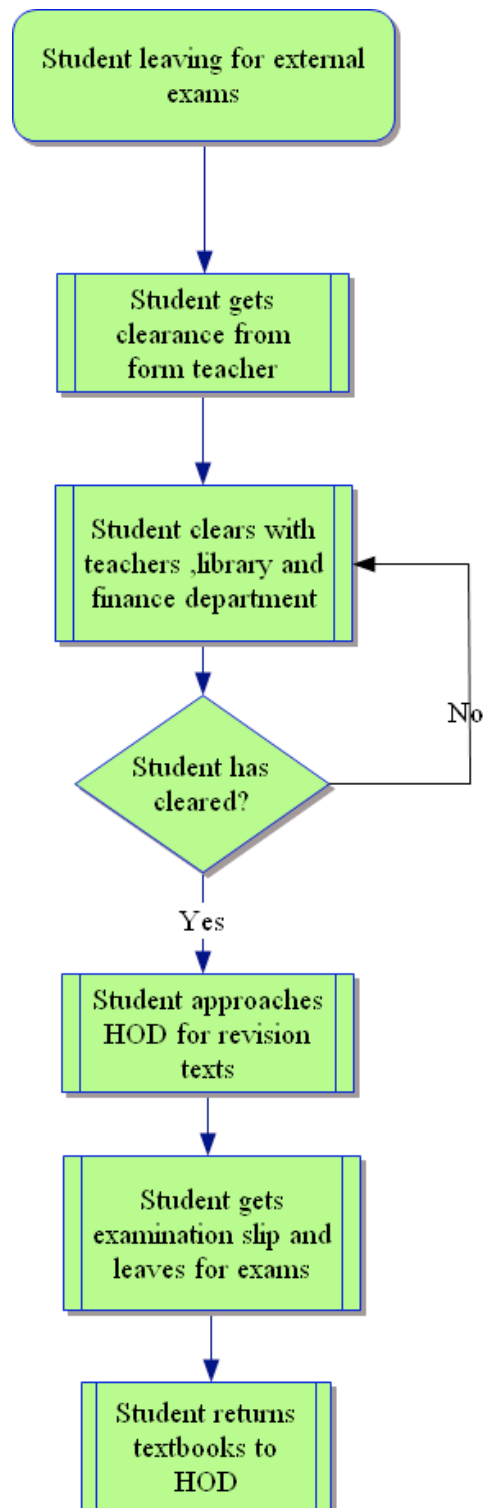 Student leaving for external
exams
Student gets
clearance from
form teacher
Student clears with
teachers ,library and
finance department
No
Student has
cleared?
Yes
Student approaches
HOD for revision
texts
Student gets
examination slip and
leaves for exams
Student returns
textbooks to
HOD